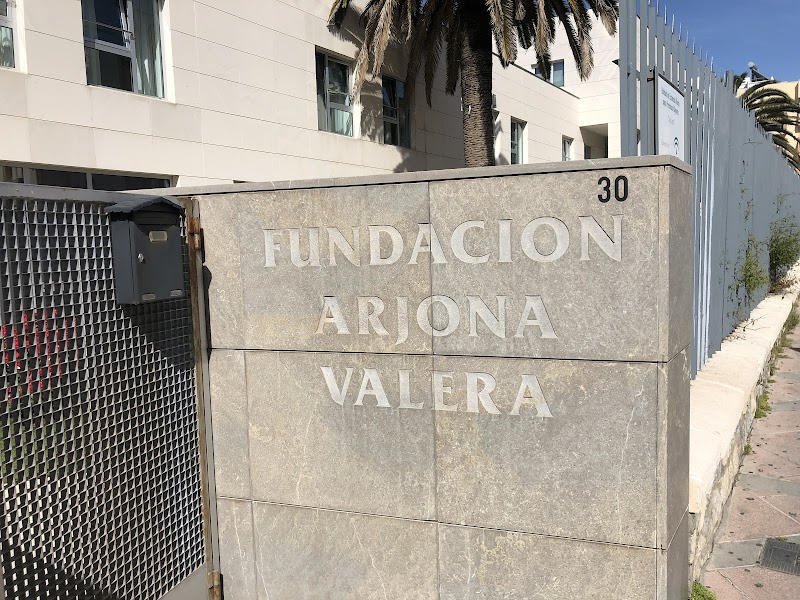 30
FUNDACION
ARJONA
VALERA